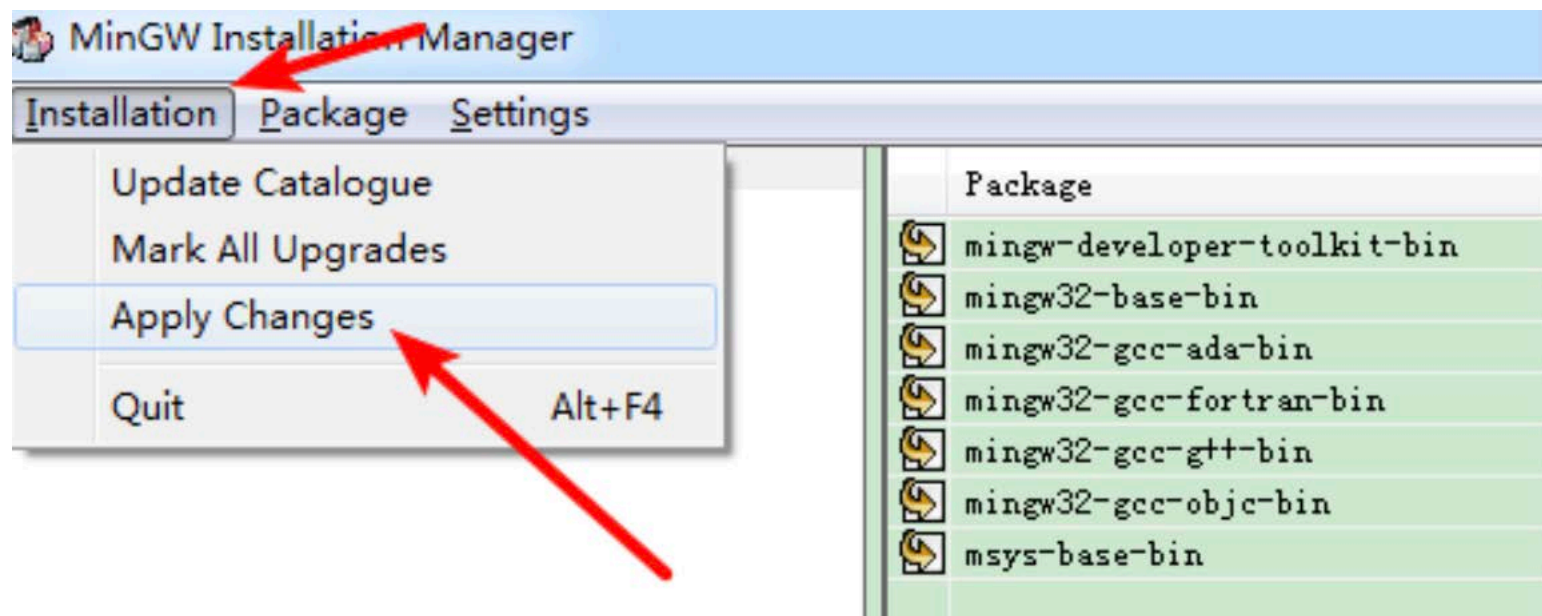 MinGW Installation Manager
Installation Package Settings
Update Catalogue
Mark All Upgrades
Apply Changes
Quit Alt+F4
Package
mingw-developer-toolkit-bin
mingw32-base-bin
mingw32-gcc-ada-bin
mingw32-gcc-fortran-bin
mingw32-gcc-g++-bin
mingw32-gcc-objc-bin
msys-base-bin